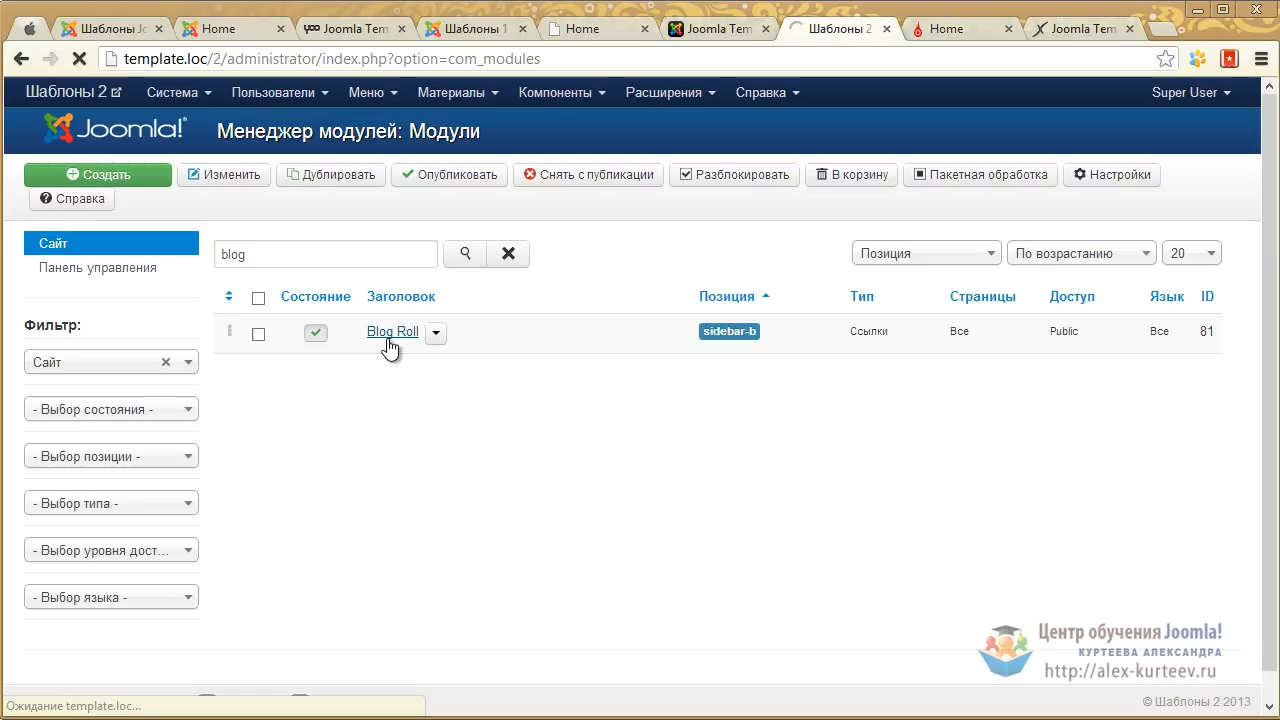 Шаблоны Jo
Home
YOO Joomla Tem
Шаблоны 1
Home
Joomla Tem
Шаблоны 2
Home
Joomla Tem
template.loc/2/administrator/index.php?option=com_modules
Шаблоны 2 Система Пользователи Меню Материалы Компоненты Расширения Справка Super User
Joomla!® Менеджер модулей: Модули
Создать Изменить Дублировать Опубликовать Снять с публикации Разблокировать В корзину Пакетная обработка Настройки
Справка
Сайт
Панель управления
blog
Позиция По возрастанию 20
Состояние Заголовок Позиция Тип Страницы Доступ Язык ID
Blog Roll sidebar-b Ссылки Все Public Все 81
Фильтр:
Сайт
- Выбор состояния -
- Выбор позиции -
- Выбор типа -
- Выбор уровня дост...
- Выбор языка -
Центр обучения Joomla!
КУРТЕЕВА АЛЕКСАНДРА
http://alex-kurteev.ru
Ожидание template.loc...
© Шаблоны 2 2013